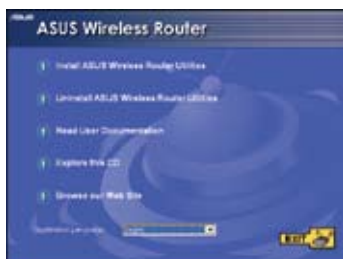 ASUS Wireless Router
Install ASUS Wireless Router Utilities
Uninstall ASUS Wireless Router Utilities
Read User Documentation
Explore this CD
Browse our Web Site
English
EXIT